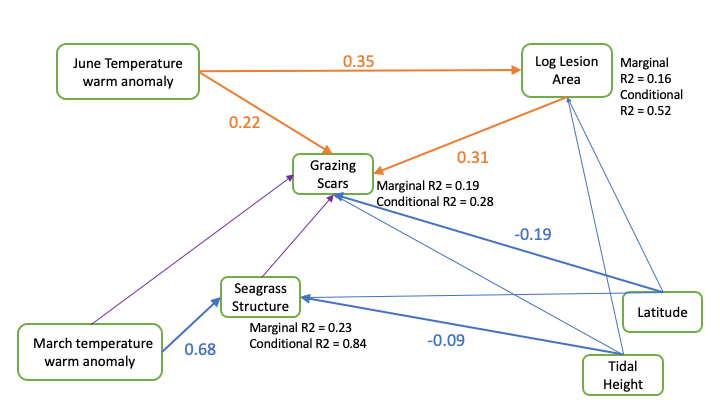 June Temperature
warm anomaly
0.35
Log Lesion
Area
Marginal
R2 = 0.16
Conditional
R2 = 0.52
0.22
0.31
Grazing
Scars
Marginal R2 = 0.19
Conditional R2 = 0.28
-0.19
Seagrass
Structure
Marginal R2 = 0.23
Conditional R2 = 0.84
Latitude
March temperature
warm anomaly
0.68
-0.09
Tidal
Height